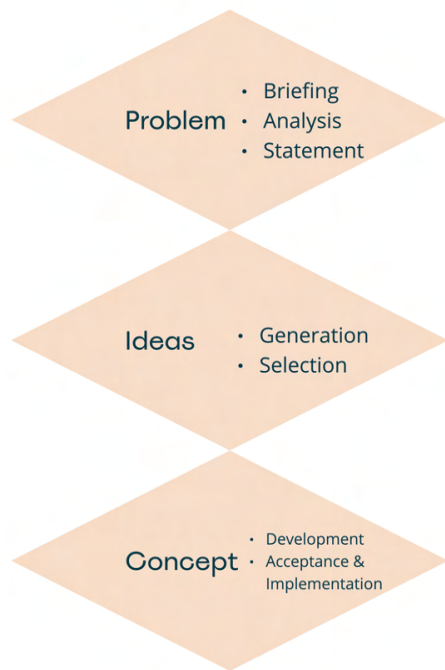 Problem
• Briefing
• Analysis
• Statement
Ideas
• Generation
• Selection
Concept
• Development
• Acceptance &
Implementation